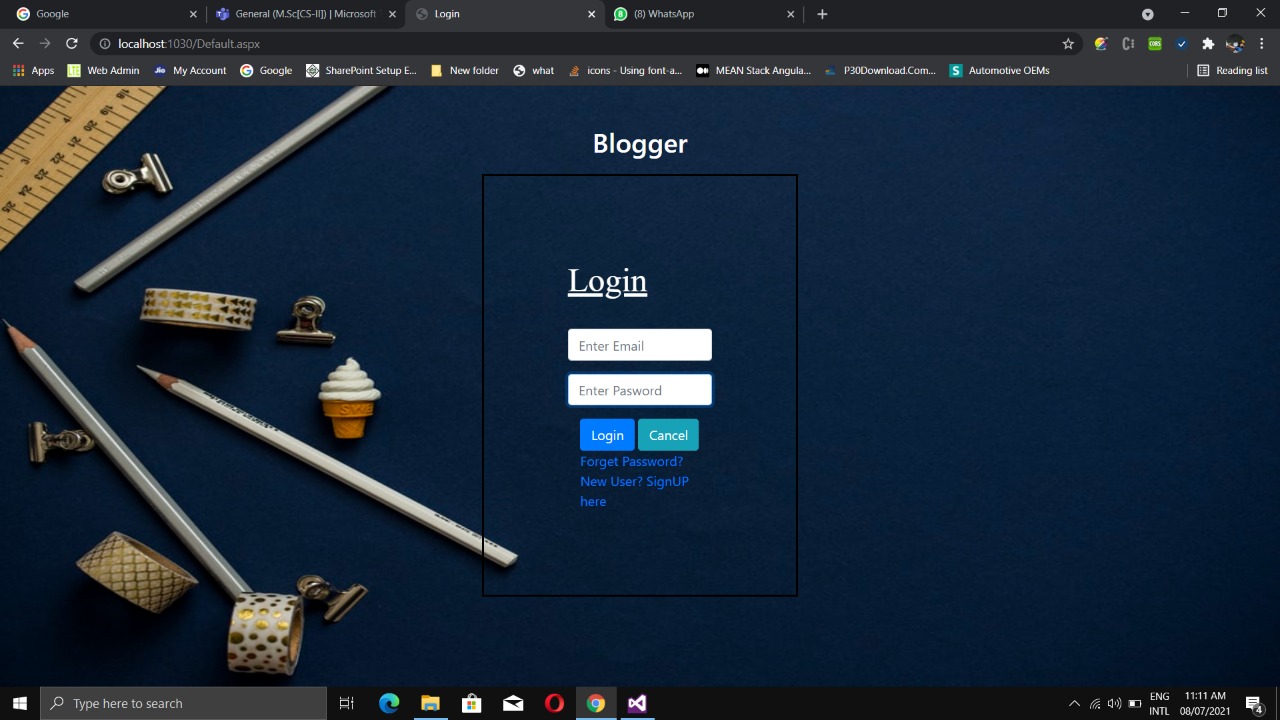 Google
General (M.Sc[CS-II]) | Microsoft
Login
(8) WhatsApp
localhost:1030/Default.aspx
Apps
LTE Web Admin
Jio My Account
Google
SharePoint Setup E...
New folder
what
icons - Using font-a...
MEAN Stack (Angula...
P30Download.Com...
S Automotive OEMs
Reading list
Blogger
Login
Enter Email
Enter Pasword
Login Cancel
Forget Password?
New User? SignUP
here
Type here to search
ENG
INTL
11:11 AM
08/07/2021
4